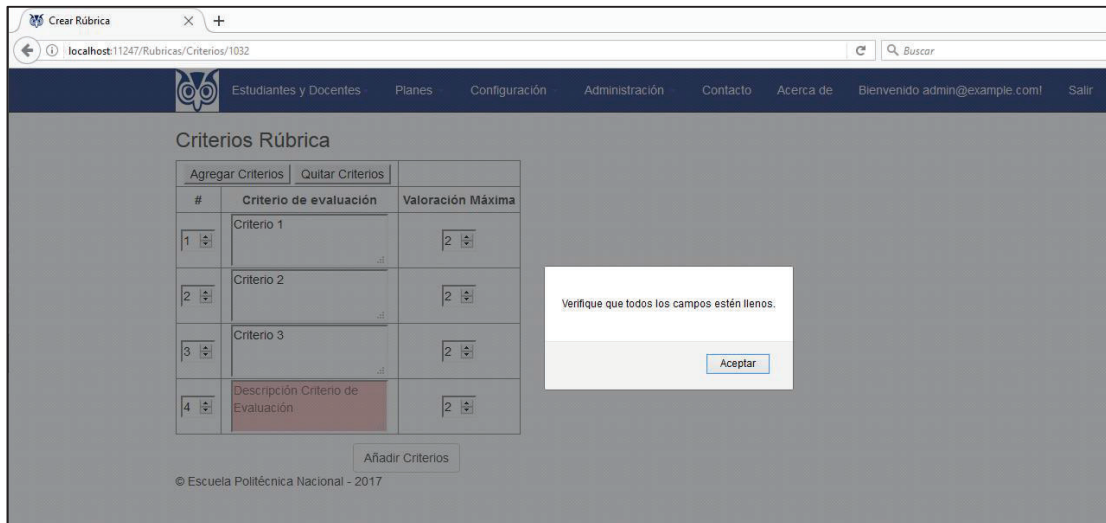 Crear Rúbrica
localhost:11247/Rubricas/Criterios/1032
Buscar
Estudiantes y Docentes Planes Configuración Administración Contacto Acerca de Bienvenido admin@example.com! Salir
Criterios Rúbrica
Agregar Criterios Quitar Criterios
# Criterio de evaluación Valoración Máxima
1 Criterio 1 2
2 Criterio 2 2
3 Criterio 3 2
4 Descripción Criterio de
Evaluación 2
Verifique que todos los campos estén llenos.
Aceptar
Añadir Criterios
© Escuela Politécnica Nacional - 2017